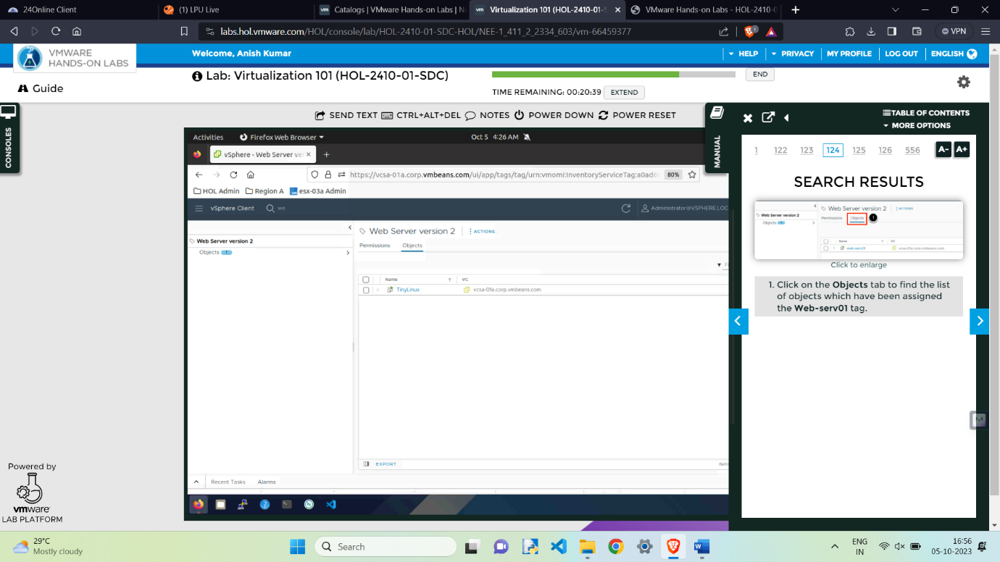 24Online Client
(1) LPU Live
Catalogs | VMware Hands-on Labs | N
Virtualization 101 (HOL-2410-01-S
VMware Hands-on Labs - HOL-2410-0
labs.hol.vmware.com/HOL/console/lab/HOL-2410-01-SDC-HOL/NEE-1_411_2_2334_603/vm-66459377
1
VPN
VMWARE
HANDS-ON LABS
Welcome, Anish Kumar
HELP
PRIVACY
MY PROFILE
LOG OUT
ENGLISH
Lab: Virtualization 101 (HOL-2410-01-SDC)
END
Guide
TIME REMAINING: 00:20:39
EXTEND
SEND TEXT
CTRL+ALT+DEL
NOTES
POWER DOWN
POWER RESET
CONSOLES
MANUAL
TABLE OF CONTENTS
MORE OPTIONS
Activities
Firefox Web Browser
Oct 5 4:26 AM
vSphere - Web Server ve
https://vcsa-01a.corp.vmbeans.com/ui/app/tags/tag/urn:vmomi:InventoryServiceTag:a0ad6
80%
HOL Admin
Region A
esx-03a Admin
vSphere Client
we
Administrator@VSPHERE.LOC
Web Server version 2
Objects 1
Web Server version 2
ACTIONS
Permissions
Objects
Name
VC
TinyLinux
vcsa-01a.corp.vmbeans.com
EXPORT
Items
Recent Tasks
Alarms
1 122 123 124 125 126 556
A- A+
SEARCH RESULTS
Web Server version 2
Objects 1
Web Server version 2
ACTIONS
Permissions
Objects
1
Name
VC
web-serv01
vcsa-01a.corp.vmbeans.com
Click to enlarge
1. Click on the Objects tab to find the list
of objects which have been assigned
the Web-serv01 tag.
Powered by
vmware
LAB PLATFORM
29°C
Mostly cloudy
Search
ENG
IN
16:56
05-10-2023